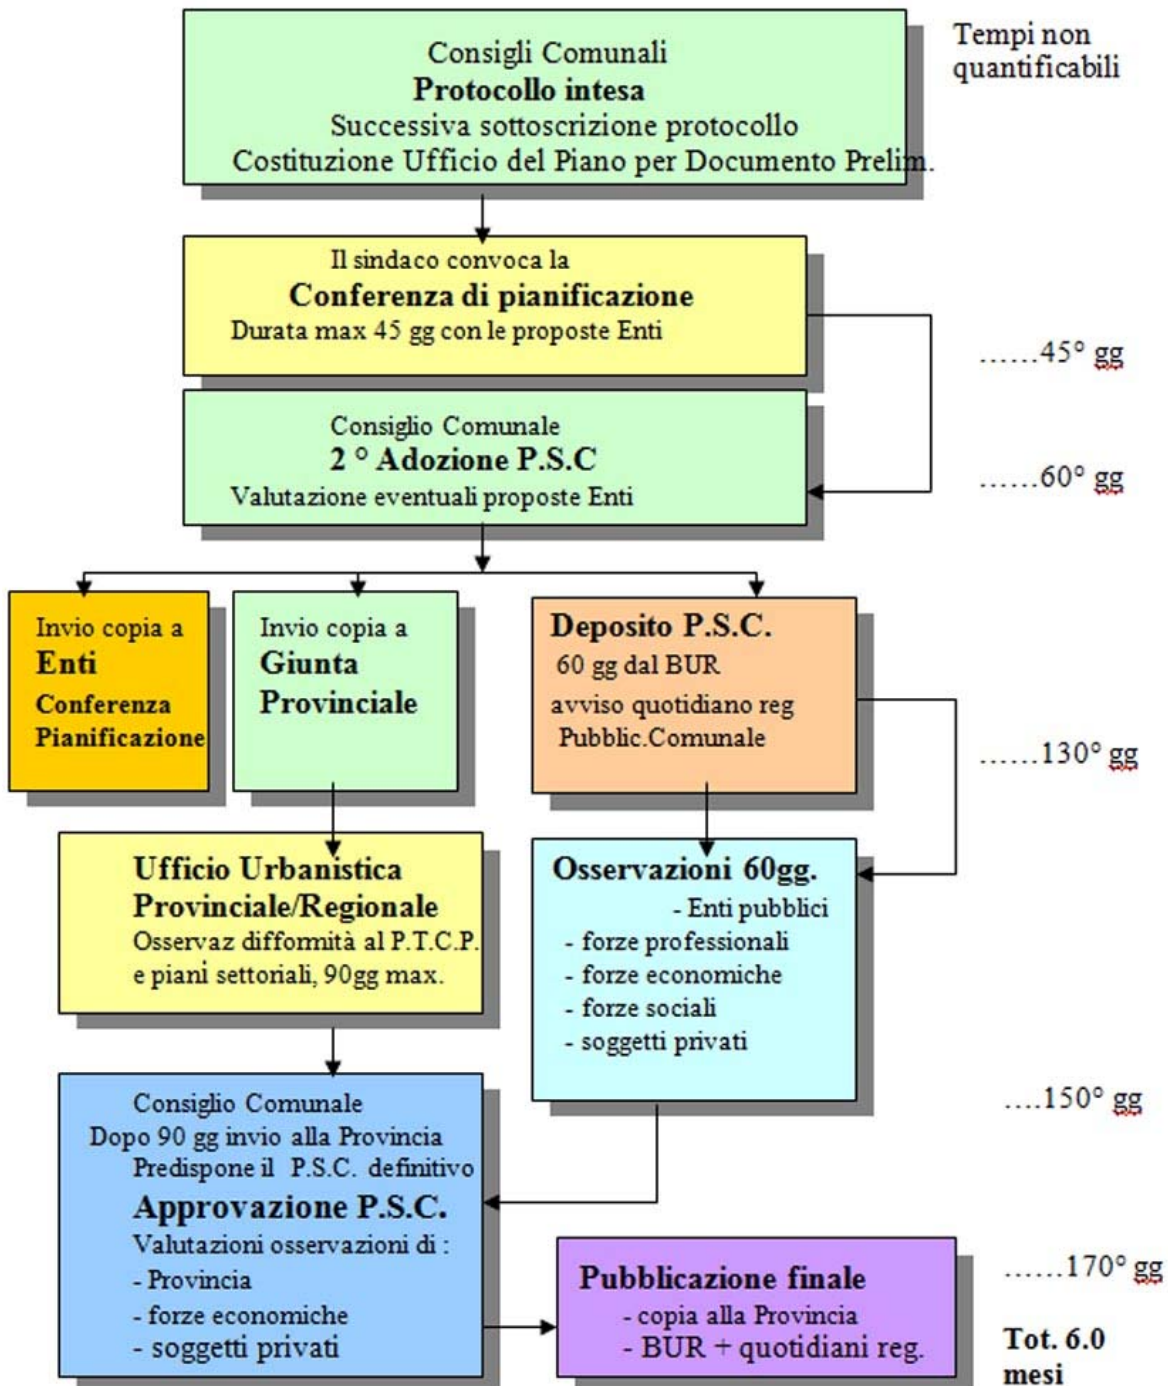 Consigli Comunali
Protocollo intesa
Successiva sottoscrizione protocollo
Costituzione Ufficio del Piano per Documento Prelim.
Tempi non
quantificabili
Il sindaco convoca la
Conferenza di pianificazione
Durata max 45 gg con le proposte Enti
......45° gg
Consiglio Comunale
2 ° Adozione P.S.C
Valutazione eventuali proposte Enti
......60° gg
Invio copia a
Enti
Conferenza
Pianificazione
Invio copia a
Giunta
Provinciale
Deposito P.S.C.
60 gg dal BUR
avviso quotidiano reg
Pubblic.Comunale
......130° gg
Ufficio Urbanistica
Provinciale/Regionale
Osservaz difformità al P.T.C.P.
e piani settoriali, 90gg max.
Osservazioni 60gg.
- Enti pubblici
- forze professionali
- forze economiche
- forze sociali
- soggetti privati
....150° gg
Consiglio Comunale
Dopo 90 gg invio alla Provincia
Predispone il P.S.C. definitivo
Approvazione P.S.C.
Valutazioni osservazioni di :
- Provincia
- forze economiche
- soggetti privati
Pubblicazione finale
- copia alla Provincia
- BUR + quotidiani reg.
......170° gg
Tot. 6.0
mesi